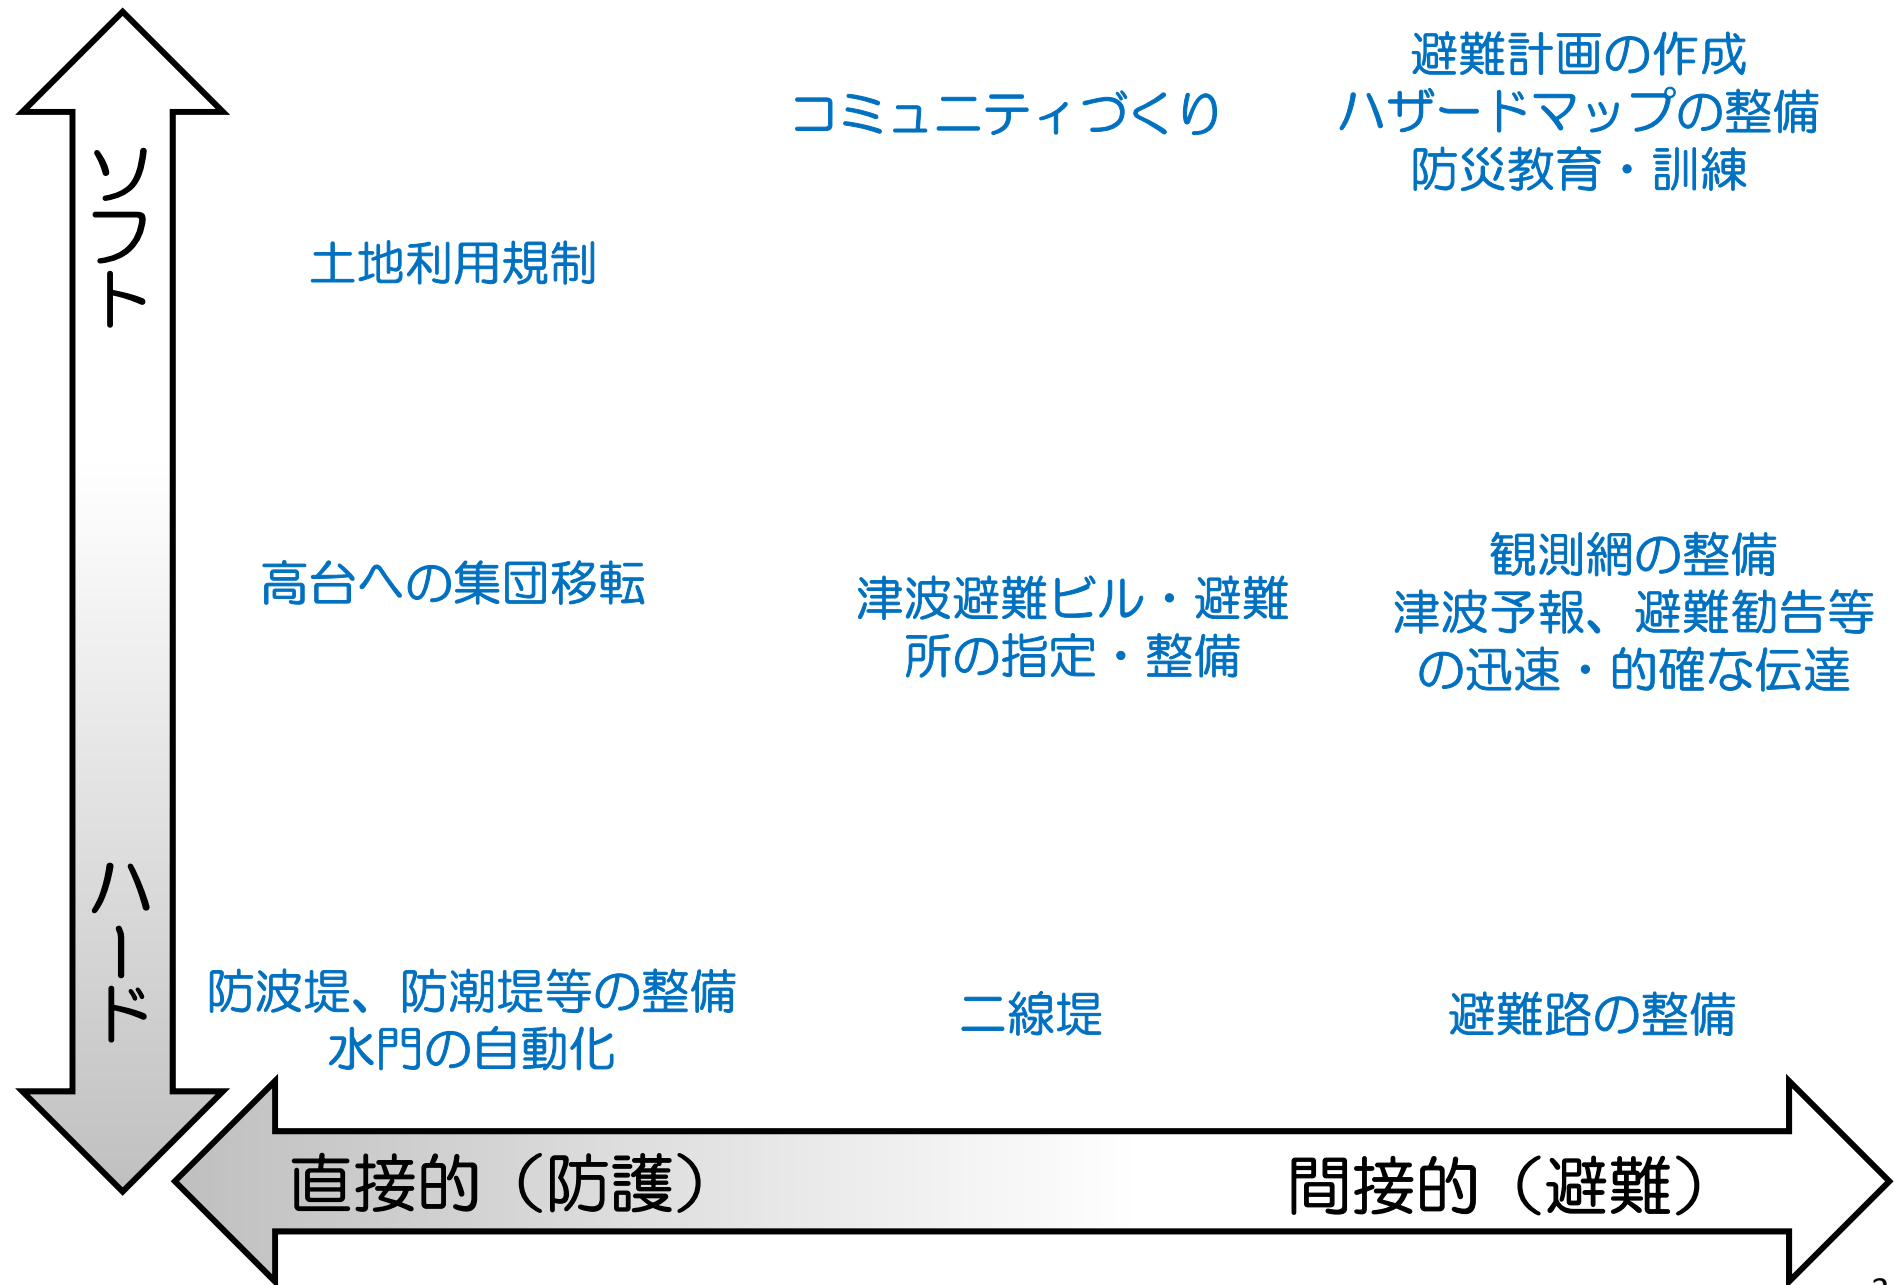 避難計画の作成
ハザードマップの整備
防災教育・訓練
コミュニティづくり
土地利用規制
ソフト
高台への集団移転
津波避難ビル・避難
所の指定・整備
観測網の整備
津波予報、避難勧告等
の迅速・的確な伝達
ハード
防波堤、防潮堤等の整備
水門の自動化
二線堤
避難路の整備
直接的（防護）
間接的（避難）